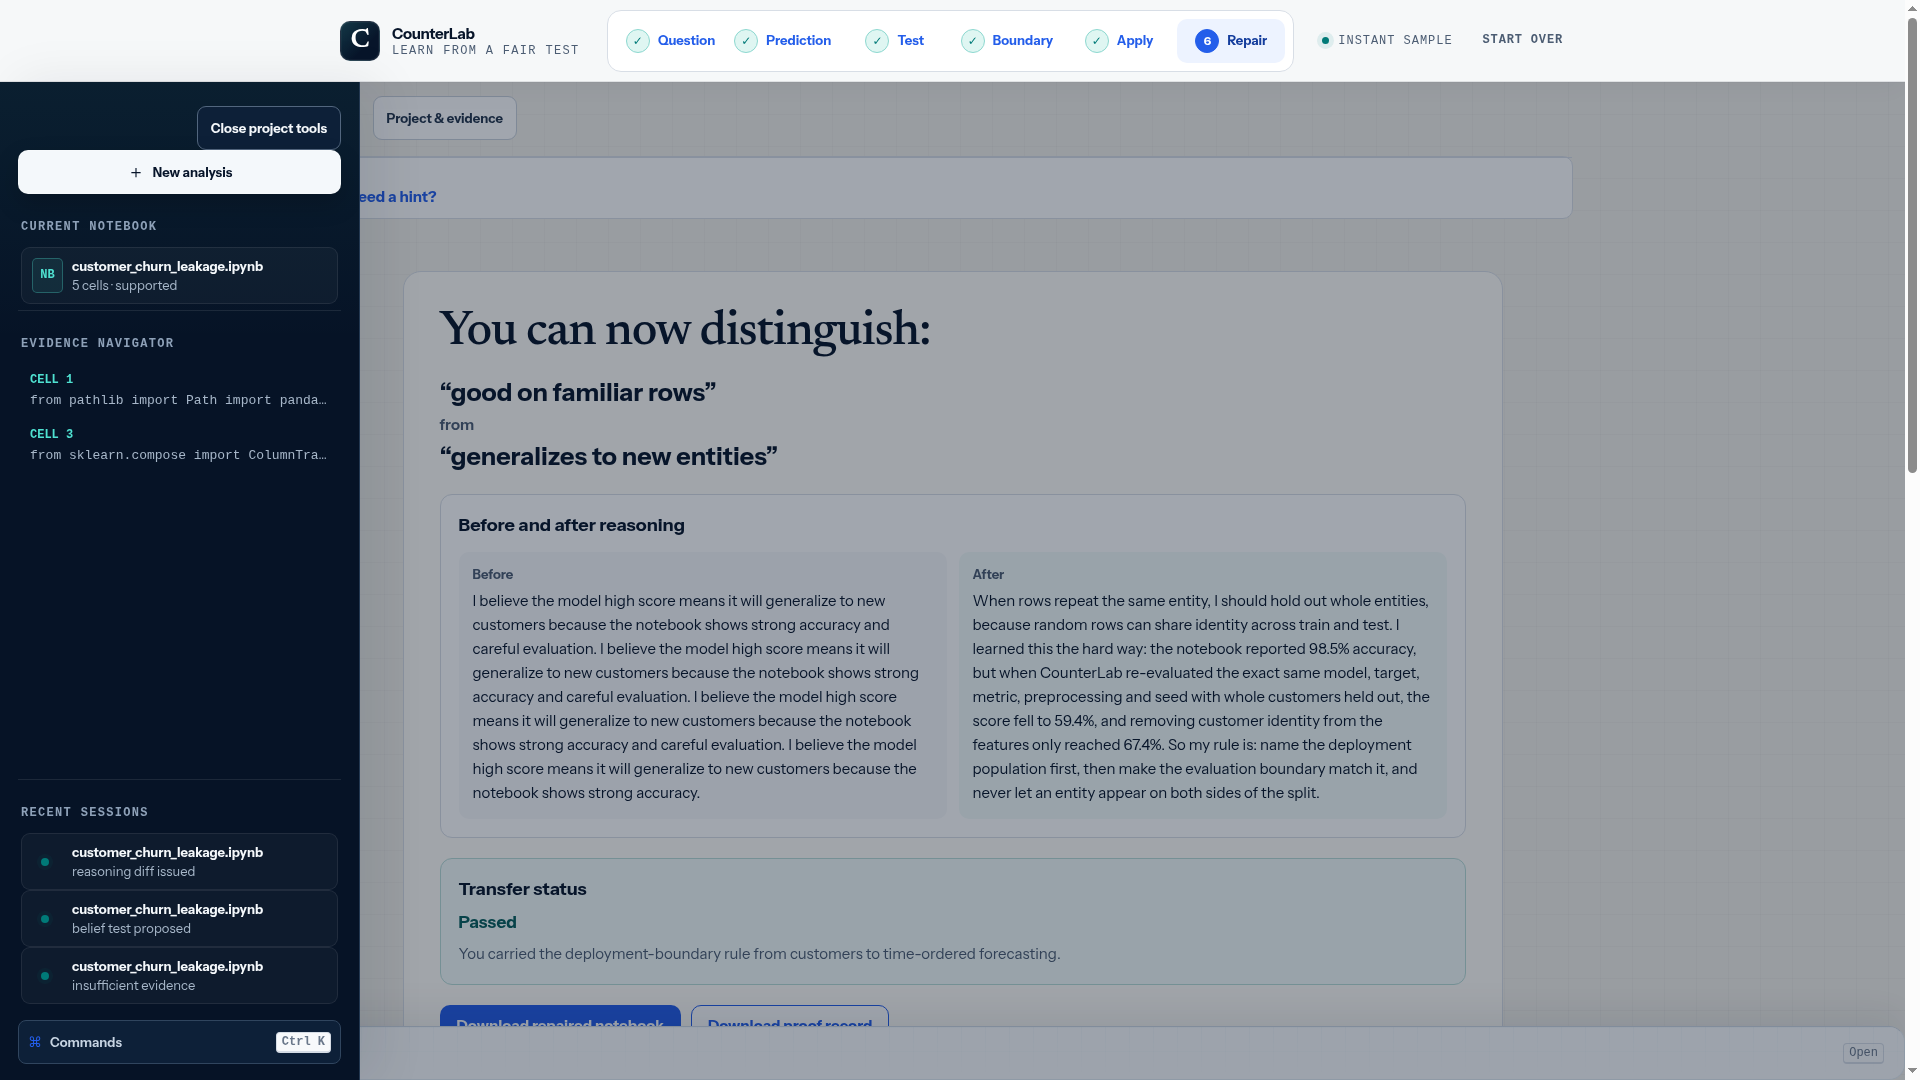 C
CounterLab
LEARN FROM A FAIR TEST
✓ Question
✓ Prediction
✓ Test
✓ Boundary
✓ Apply
6 Repair
INSTANT SAMPLE
START OVER
Close project tools
+ New analysis
CURRENT NOTEBOOK
NB
customer_churn_leakage.ipynb
5 cells · supported
EVIDENCE NAVIGATOR
CELL 1
from pathlib import Path import panda…
CELL 3
from sklearn.compose import ColumnTra…
RECENT SESSIONS
customer_churn_leakage.ipynb
reasoning diff issued
customer_churn_leakage.ipynb
belief test proposed
customer_churn_leakage.ipynb
insufficient evidence
⌘ Commands
Ctrl K
Project & evidence
eed a hint?
You can now distinguish:
“good on familiar rows”
from
“generalizes to new entities”
Before and after reasoning
Before
I believe the model high score means it will generalize to new
customers because the notebook shows strong accuracy and
careful evaluation. I believe the model high score means it will
generalize to new customers because the notebook shows strong
accuracy and careful evaluation. I believe the model high score
means it will generalize to new customers because the notebook
shows strong accuracy and careful evaluation. I believe the model
high score means it will generalize to new customers because the
notebook shows strong accuracy.
After
When rows repeat the same entity, I should hold out whole entities,
because random rows can share identity across train and test. I
learned this the hard way: the notebook reported 98.5% accuracy,
but when CounterLab re-evaluated the exact same model, target,
metric, preprocessing and seed with whole customers held out, the
score fell to 59.4%, and removing customer identity from the
features only reached 67.4%. So my rule is: name the deployment
population first, then make the evaluation boundary match it, and
never let an entity appear on both sides of the split.
Transfer status
Passed
You carried the deployment-boundary rule from customers to time-ordered forecasting.
Download repaired notebook
Download proof record
Open